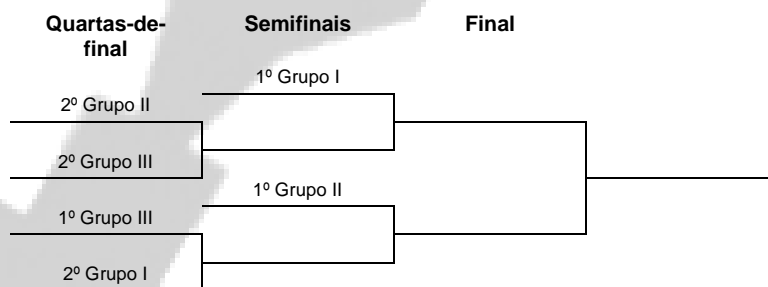 Quartas-de-
final
Semifinais
Final
1º Grupo I
2º Grupo II
2º Grupo III
1º Grupo II
1º Grupo III
2º Grupo I